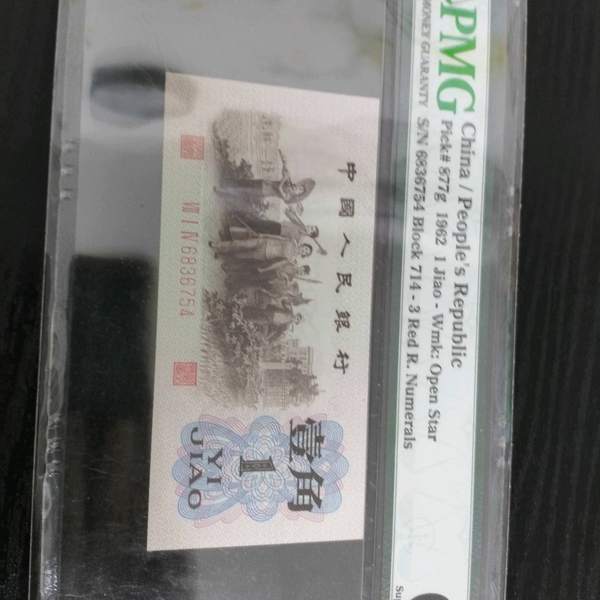 PMG
MONEY GUARANTY
China / People's Republic
Pick# 877g 1962 1 Jiao - Wmk: Open Star
S/N 6836754 Block 714 - 3 Red R. Numerals
中國人民銀行
VII I IV 6836754
壹角
1
YI
JIAO